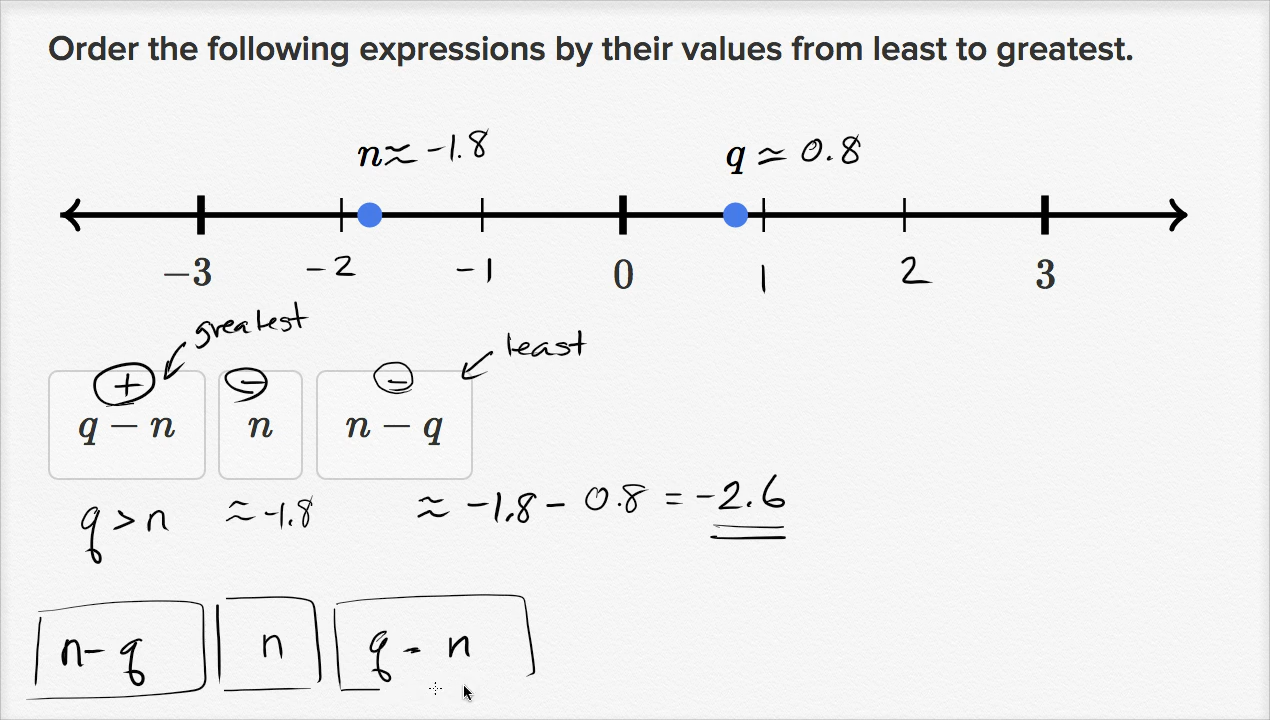 Order the following expressions by their values from least to greatest.
n ≈ -1.8 q ≃ 0.8
-3 -2 -1 0 1 2 3
greatest
least
+ - -
q - n n n - q
q > n ≈ -1.8 ≈ -1.8 - 0.8 = -2.6
n - q n q - n